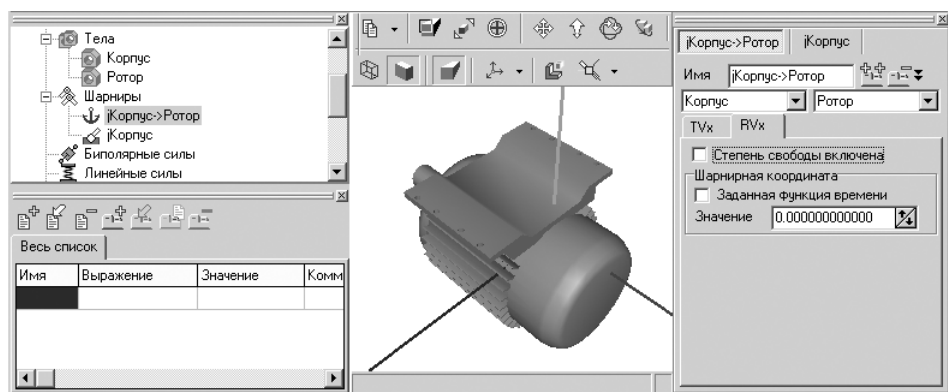 Тела
Корпус
Ротор
Шарниры
jКорпус->Ротор
jКорпус
Биполярные силы
Линейные силы
Весь список
Имя Выражение Значение Комм
jКорпус->Ротор jКорпус
Имя jКорпус->Ротор
Корпус Ротор
TVx RVx
Степень свободы включена
Шарнирная координата
Заданная функция времени
Значение 0.000000000000